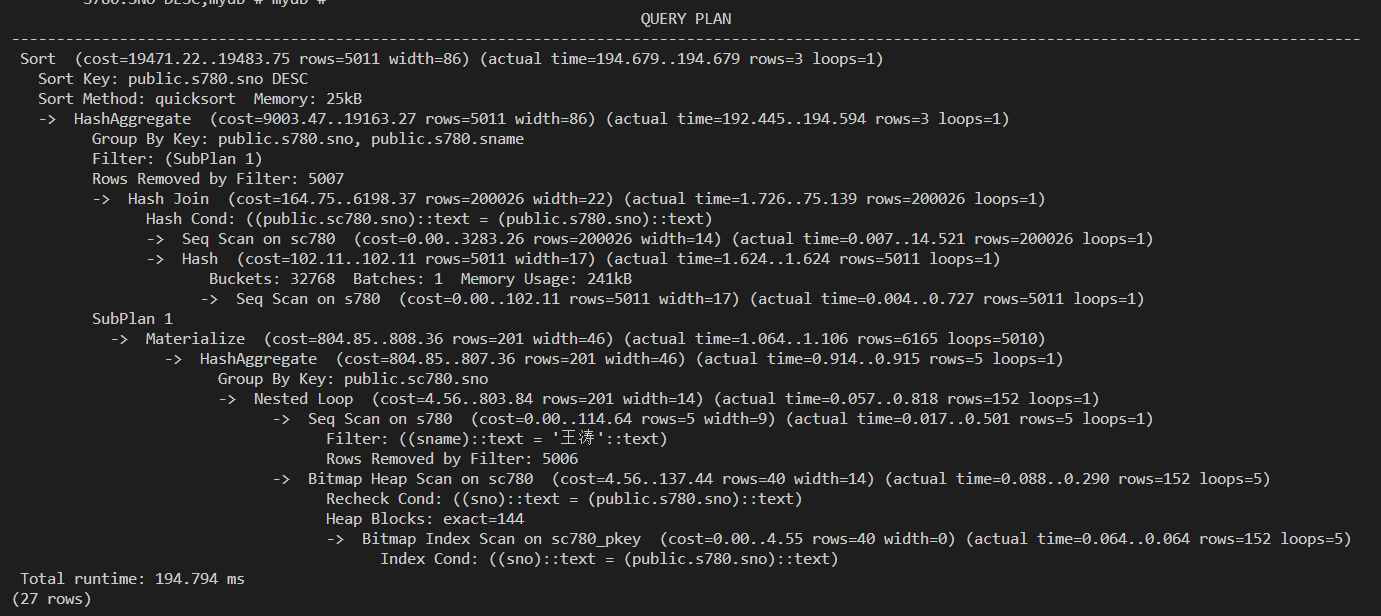 S780.SNO DESC;mydb-# mydb-#
QUERY PLAN
-------------------------------------------------------------------------------------------------------------------------------------------------------
Sort  (cost=19471.22..19483.75 rows=5011 width=86) (actual time=194.679..194.679 rows=3 loops=1)
Sort Key: public.s780.sno DESC
Sort Method: quicksort  Memory: 25kB
->  HashAggregate  (cost=9003.47..19163.27 rows=5011 width=86) (actual time=192.445..194.594 rows=3 loops=1)
Group By Key: public.s780.sno, public.s780.sname
Filter: (SubPlan 1)
Rows Removed by Filter: 5007
->  Hash Join  (cost=164.75..6198.37 rows=200026 width=22) (actual time=1.726..75.139 rows=200026 loops=1)
Hash Cond: ((public.sc780.sno)::text = (public.s780.sno)::text)
->  Seq Scan on sc780  (cost=0.00..3283.26 rows=200026 width=14) (actual time=0.007..14.521 rows=200026 loops=1)
->  Hash  (cost=102.11..102.11 rows=5011 width=17) (actual time=1.624..1.624 rows=5011 loops=1)
Buckets: 32768  Batches: 1  Memory Usage: 241kB
->  Seq Scan on s780  (cost=0.00..102.11 rows=5011 width=17) (actual time=0.004..0.727 rows=5011 loops=1)
SubPlan 1
->  Materialize  (cost=804.85..808.36 rows=201 width=46) (actual time=1.064..1.106 rows=6165 loops=5010)
->  HashAggregate  (cost=804.85..807.36 rows=201 width=46) (actual time=0.914..0.915 rows=5 loops=1)
Group By Key: public.sc780.sno
->  Nested Loop  (cost=4.56..803.84 rows=201 width=14) (actual time=0.057..0.818 rows=152 loops=1)
->  Seq Scan on s780  (cost=0.00..114.64 rows=5 width=9) (actual time=0.017..0.501 rows=5 loops=1)
Filter: ((sname)::text = '王涛'::text)
Rows Removed by Filter: 5006
->  Bitmap Heap Scan on sc780  (cost=4.56..137.44 rows=40 width=14) (actual time=0.088..0.290 rows=152 loops=5)
Recheck Cond: ((sno)::text = (public.s780.sno)::text)
Heap Blocks: exact=144
->  Bitmap Index Scan on sc780_pkey  (cost=0.00..4.55 rows=40 width=0) (actual time=0.064..0.064 rows=152 loops=5)
Index Cond: ((sno)::text = (public.s780.sno)::text)
Total runtime: 194.794 ms
(27 rows)